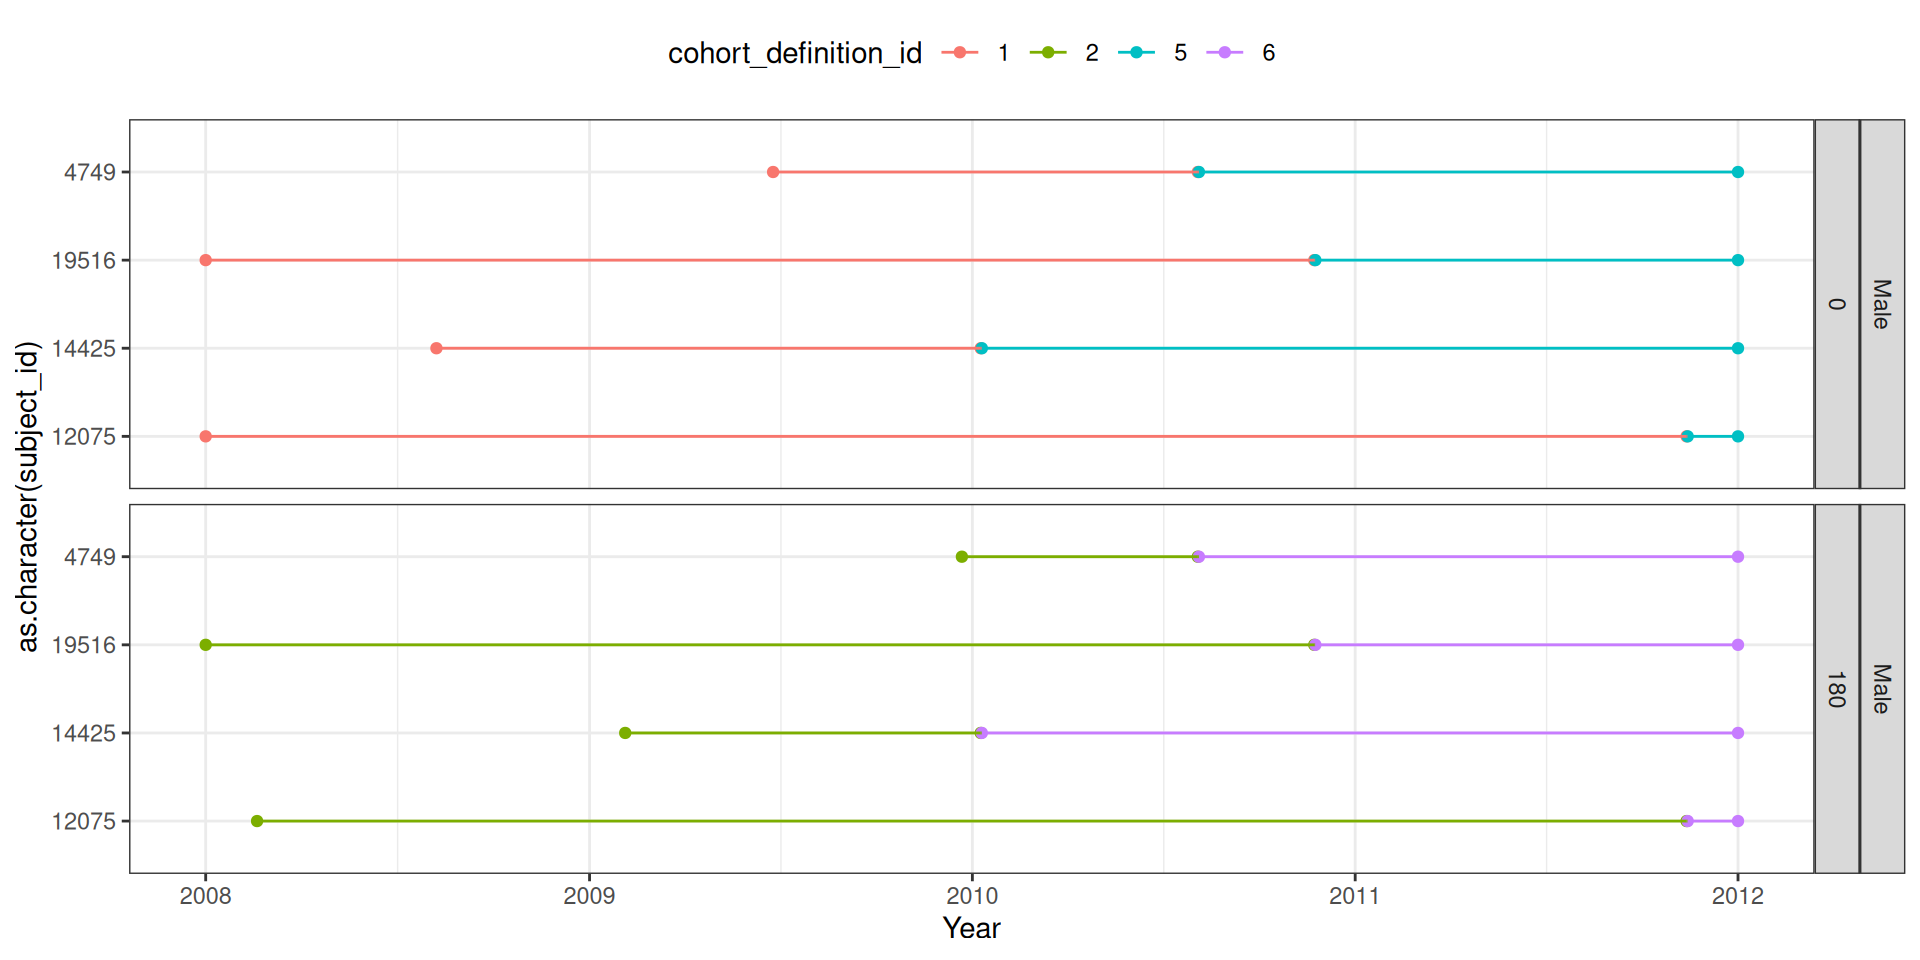 cohort_definition_id 1 2 5 6
4749
19516
14425
12075
0
Male
4749
19516
14425
12075
180
Male
as.character(subject_id)
2008 2009 2010 2011 2012
Year